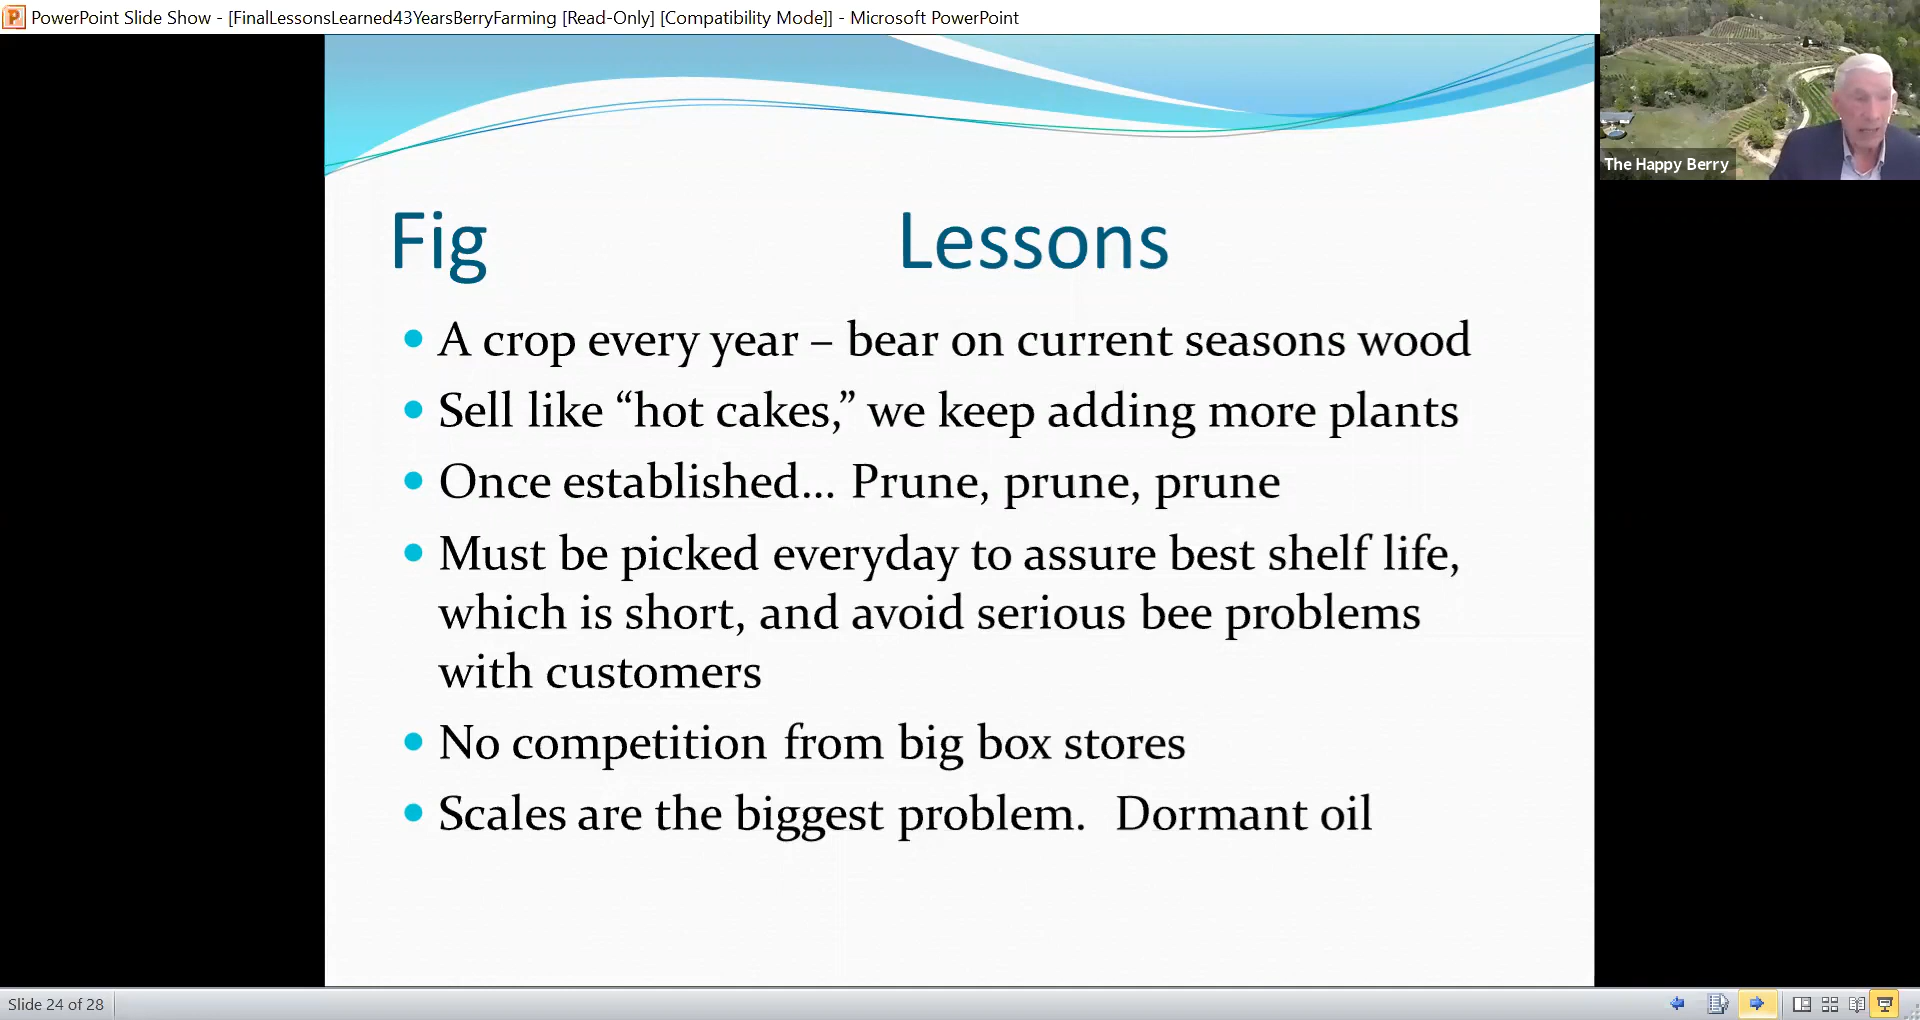 PowerPoint Slide Show - [FinalLessonsLearned43YearsBerryFarming [Read-Only] [Compatibility Mode]] - Microsoft PowerPoint
The Happy Berry
Fig Lessons
A crop every year – bear on current seasons wood
Sell like “hot cakes,” we keep adding more plants
Once established... Prune, prune, prune
Must be picked everyday to assure best shelf life,
which is short, and avoid serious bee problems
with customers
No competition from big box stores
Scales are the biggest problem. Dormant oil
Slide 24 of 28